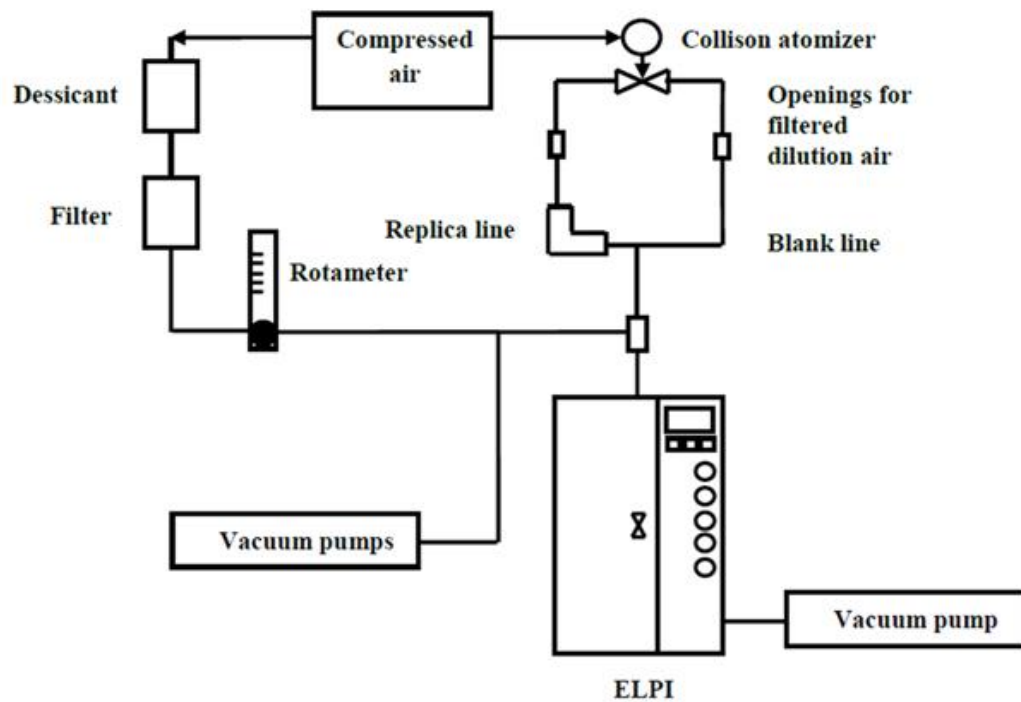 Compressed
air
Collison atomizer
Dessicant
Openings for
filtered
dilution air
Filter
Replica line
Blank line
Rotameter
Vacuum pumps
Vacuum pump
ELPI